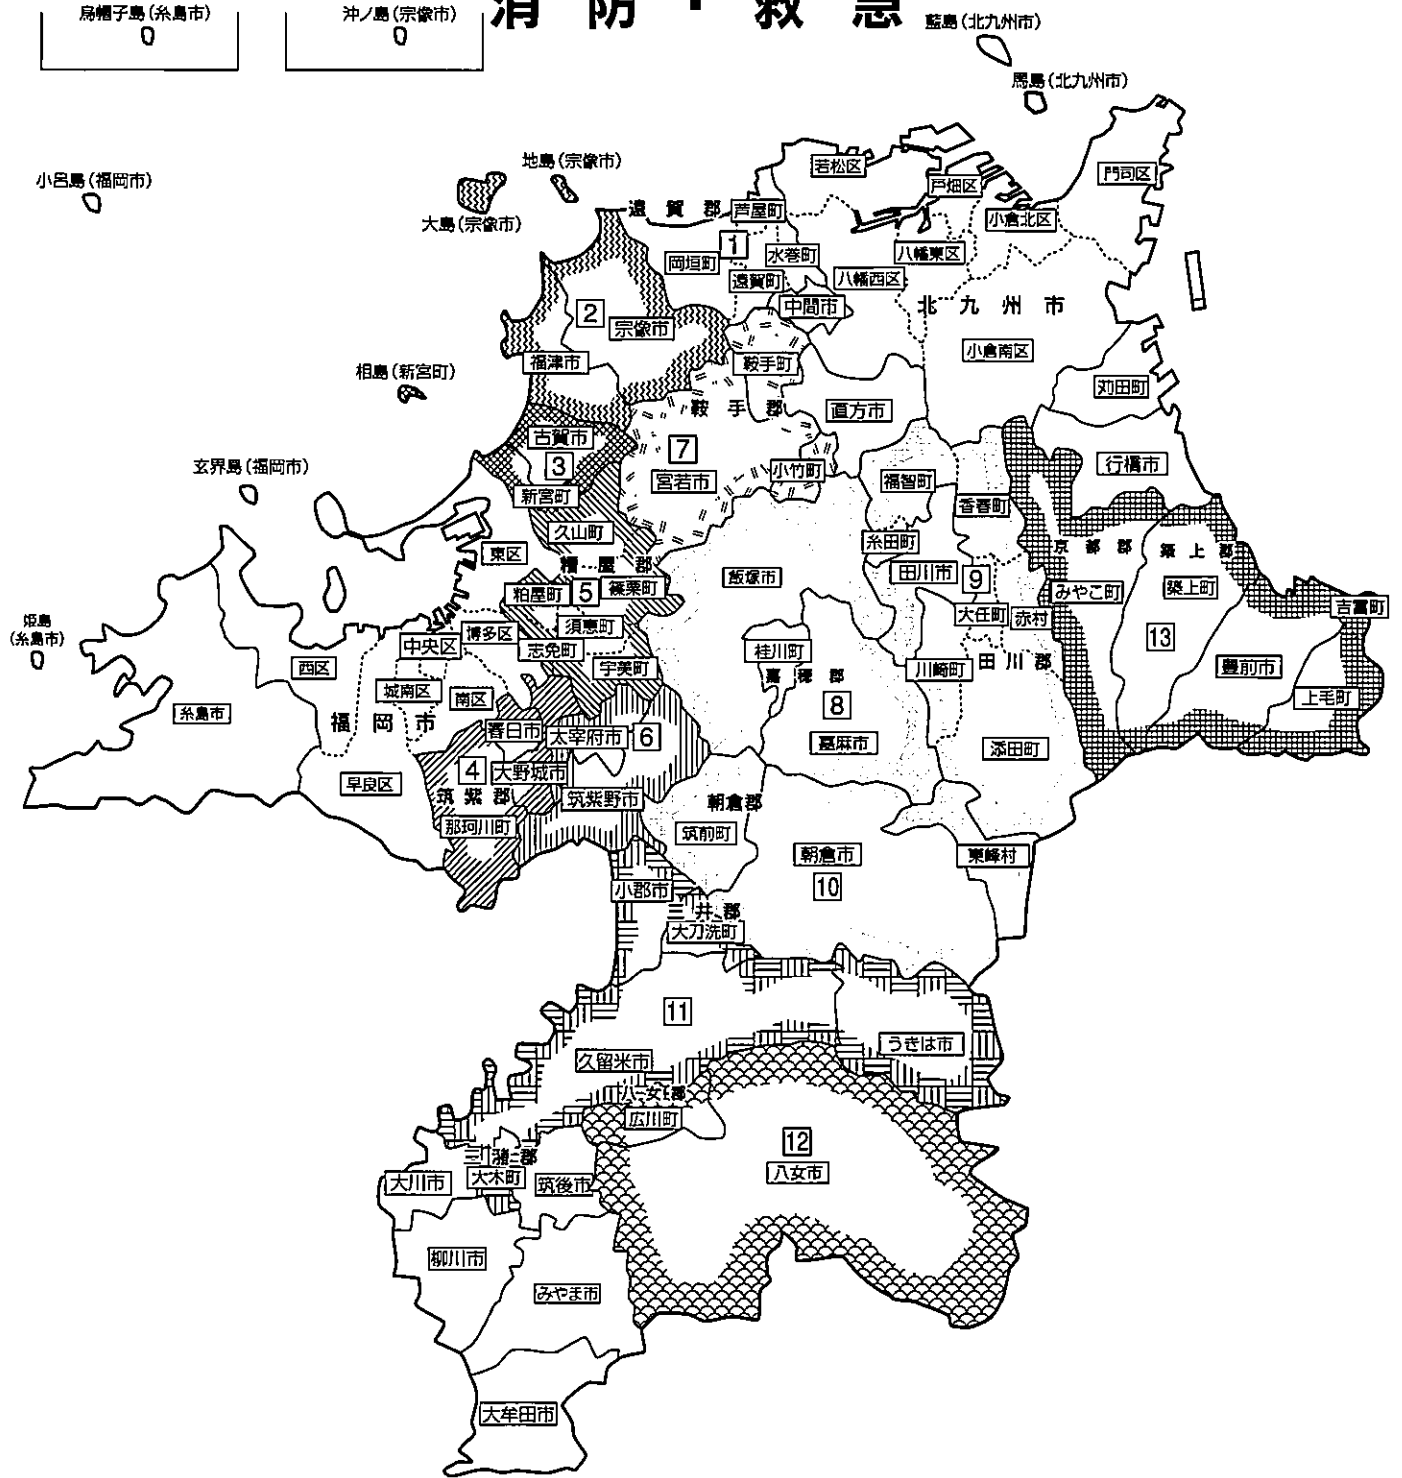 消防・救急
烏帽子島(糸島市)
沖ノ島(宗像市)
藍島(北九州市)
馬島(北九州市)
地島(宗像市)
小呂島(福岡市)
大島(宗像市)
若松区
戸畑区
門司区
遠賀郡
芦屋町
小倉北区
1
岡垣町
水巻町
八幡東区
遠賀町
八幡西区
中間市
北九州市
2
宗像市
小倉南区
福津市
鞍手町
相島(新宮町)
苅田町
鞍手郡
直方市
古賀市
7
3
行橋市
玄界島(福岡市)
宮若市
小竹町
福智町
新宮町
香春町
久山町
糸田町
東区
京都郡
築上郡
糟屋郡
飯塚市
田川市
9
粕屋町
5
篠栗町
みやこ町
築上町
吉富町
大任町
赤村
姫島
(糸島市)
須恵町
博多区
中央区
志免町
13
桂川町
西区
宇美町
嘉穂郡
川崎町
田川郡
豊前市
城南区
南区
上毛町
糸島市
8
福岡市
春日市
太宰府市
6
嘉麻市
添田町
4
大野城市
早良区
筑紫郡
筑紫野市
朝倉郡
那珂川町
筑前町
朝倉市
東峰村
小郡市
10
三井郡
大刀洗町
11
うきは市
久留米市
八女郡
広川町
12
三潴郡
八女市
大川市
大木町
筑後市
柳川市
みやま市
大牟田市